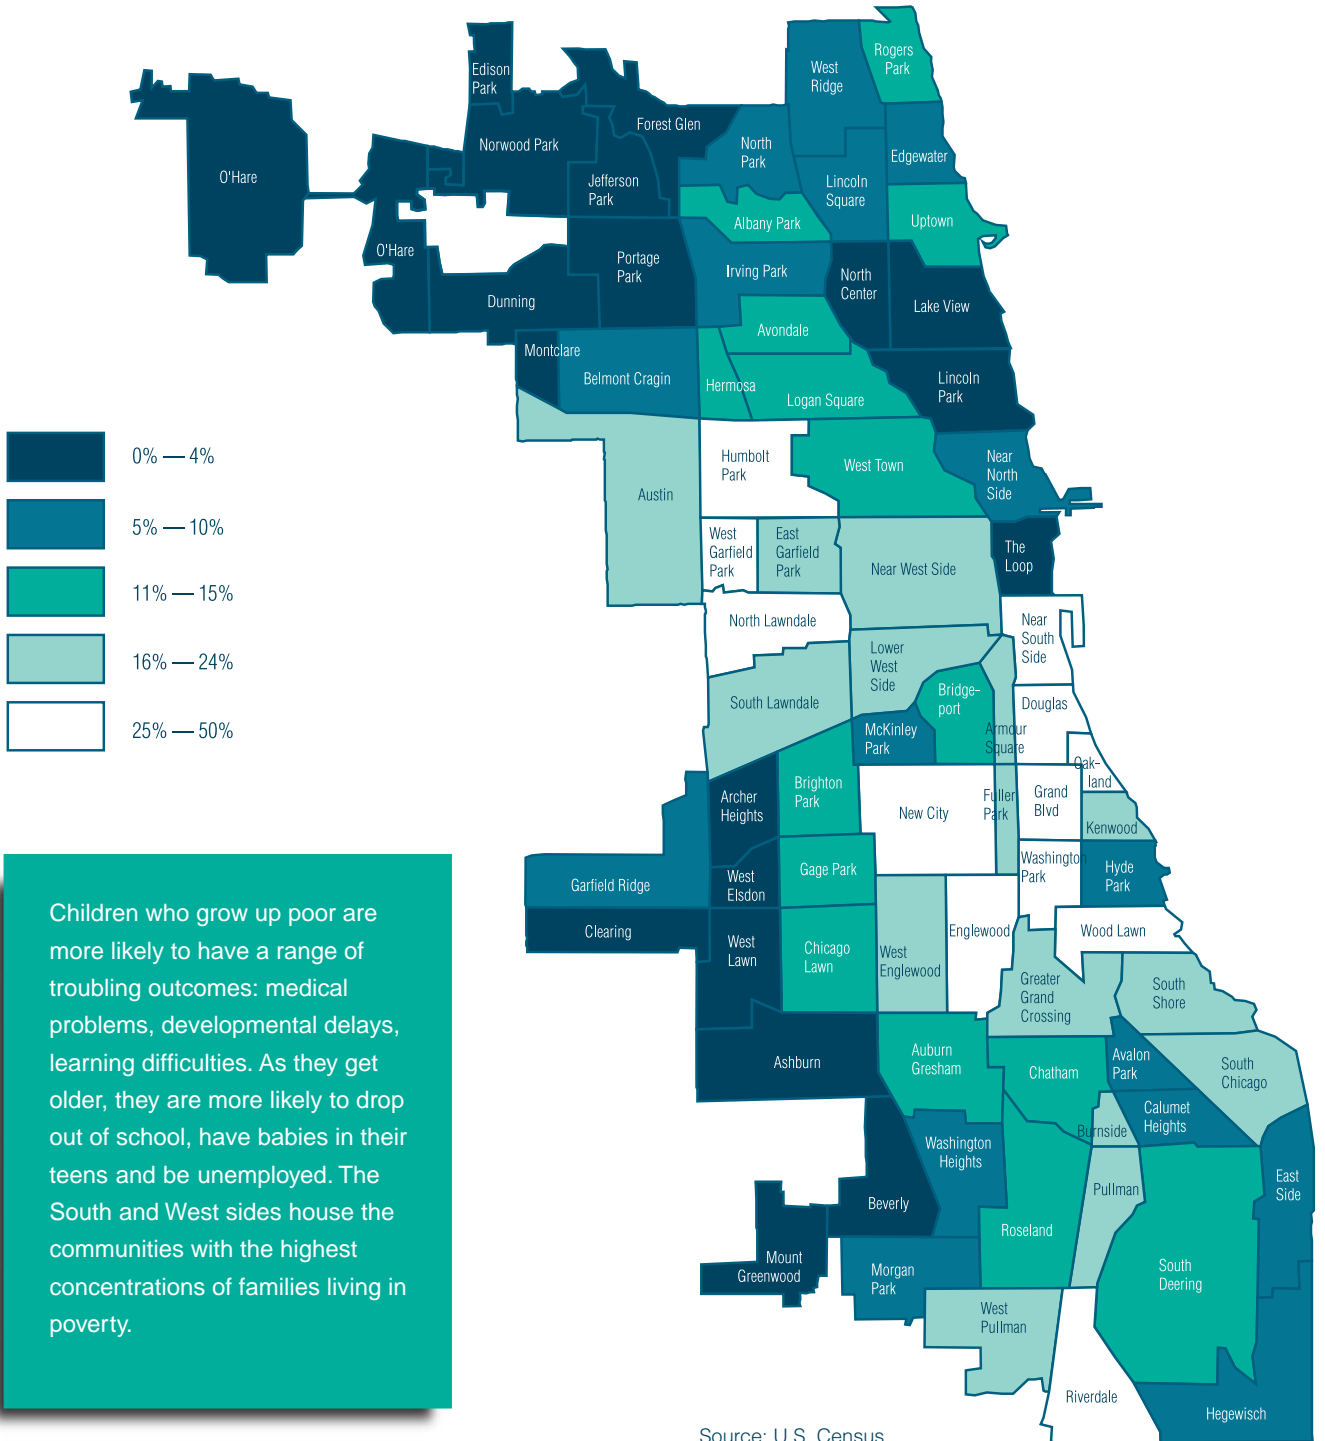 Edison
Park
Rogers
Park
West
Ridge
Forest Glen
Norwood Park
North
Park
Edgewater
O'Hare
Jefferson
Park
Lincoln
Square
Albany Park
Uptown
O'Hare
Portage
Park
Irving Park
North
Center
Dunning
Lake View
Avondale
Montclare
Belmont Cragin
Hermosa
Logan Square
Lincoln
Park
0% — 4%
5% — 10%
11% — 15%
16% — 24%
25% — 50%
Humbolt
Park
West Town
Near
North
Side
Austin
West
Garfield
Park
East
Garfield
Park
Near West Side
The
Loop
North Lawndale
Near
South
Side
Lower
West
Side
South Lawndale
Bridge-
port
Douglas
McKinley
Park
Armour
Square
Oak-
land
Archer
Heights
Brighton
Park
New City
Fuller
Park
Grand
Blvd
Kenwood
Garfield Ridge
West
Elsdon
Gage Park
Washington
Park
Hyde
Park
Clearing
West
Lawn
Chicago
Lawn
West
Englewood
Englewood
Wood Lawn
Greater
Grand
Crossing
South
Shore
Ashburn
Auburn
Gresham
Chatham
Avalon
Park
South
Chicago
Burnside
Calumet
Heights
Washington
Heights
Beverly
Pullman
East
Side
Roseland
Mount
Greenwood
Morgan
Park
South
Deering
West
Pullman
Riverdale
Hegewisch
Children who grow up poor are
more likely to have a range of
troubling outcomes: medical
problems, developmental delays,
learning difficulties. As they get
older, they are more likely to drop
out of school, have babies in their
teens and be unemployed. The
South and West sides house the
communities with the highest
concentrations of families living in
poverty.
Source: U.S. Census